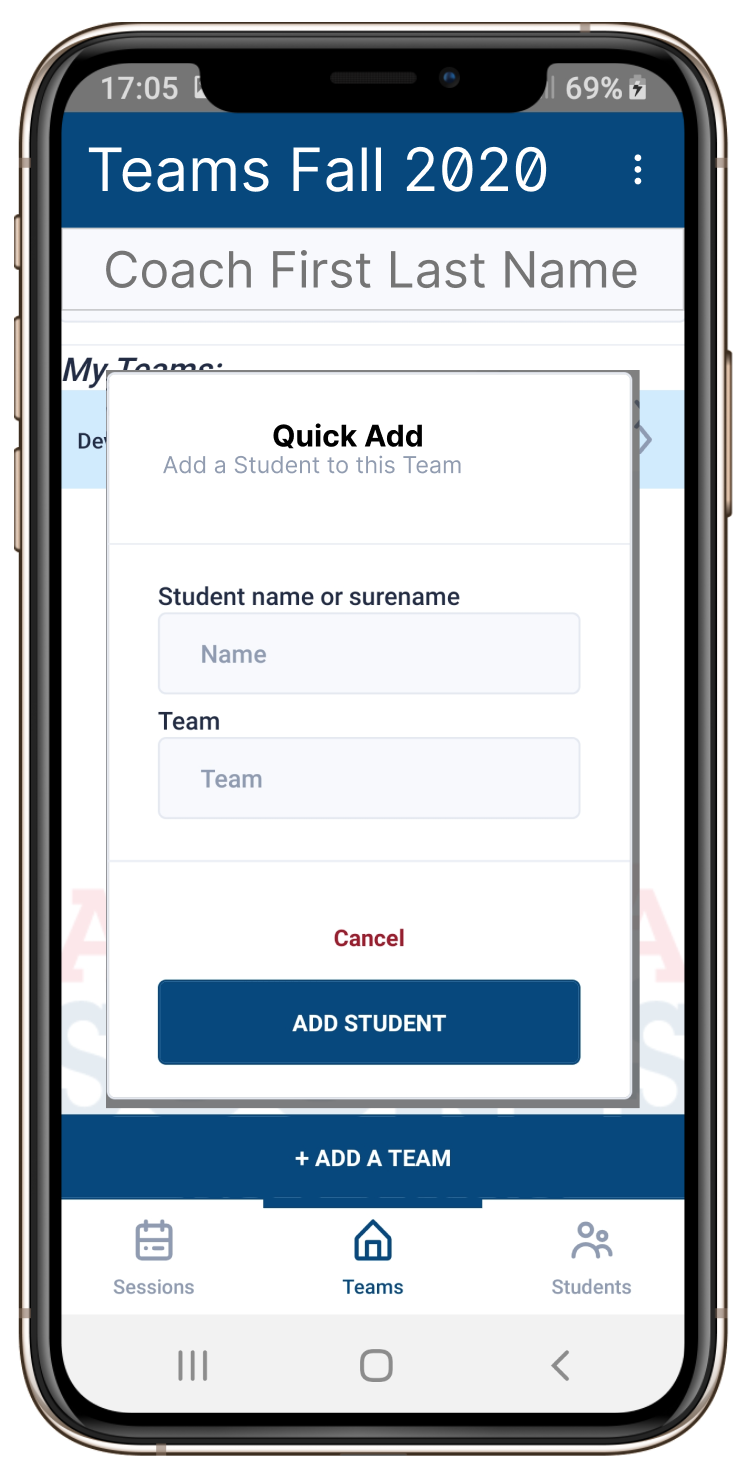 17:05 69%
Teams Fall 2020
Coach First Last Name
My Teams:
Dev
Quick Add
Add a Student to this Team
Student name or surename
Name
Team
Team
Cancel
ADD STUDENT
+ ADD A TEAM
Sessions Teams Students